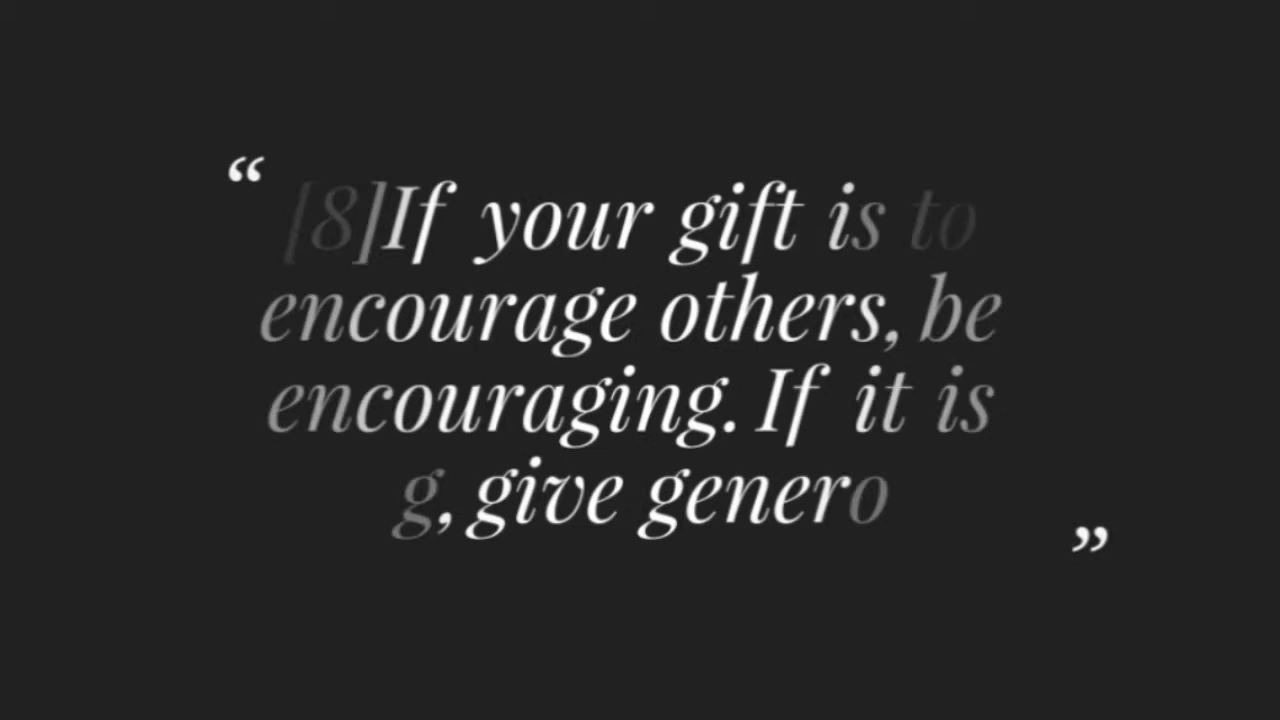 “[8]If your gift is to
encourage others, be
encouraging. If it is
g, give genero”